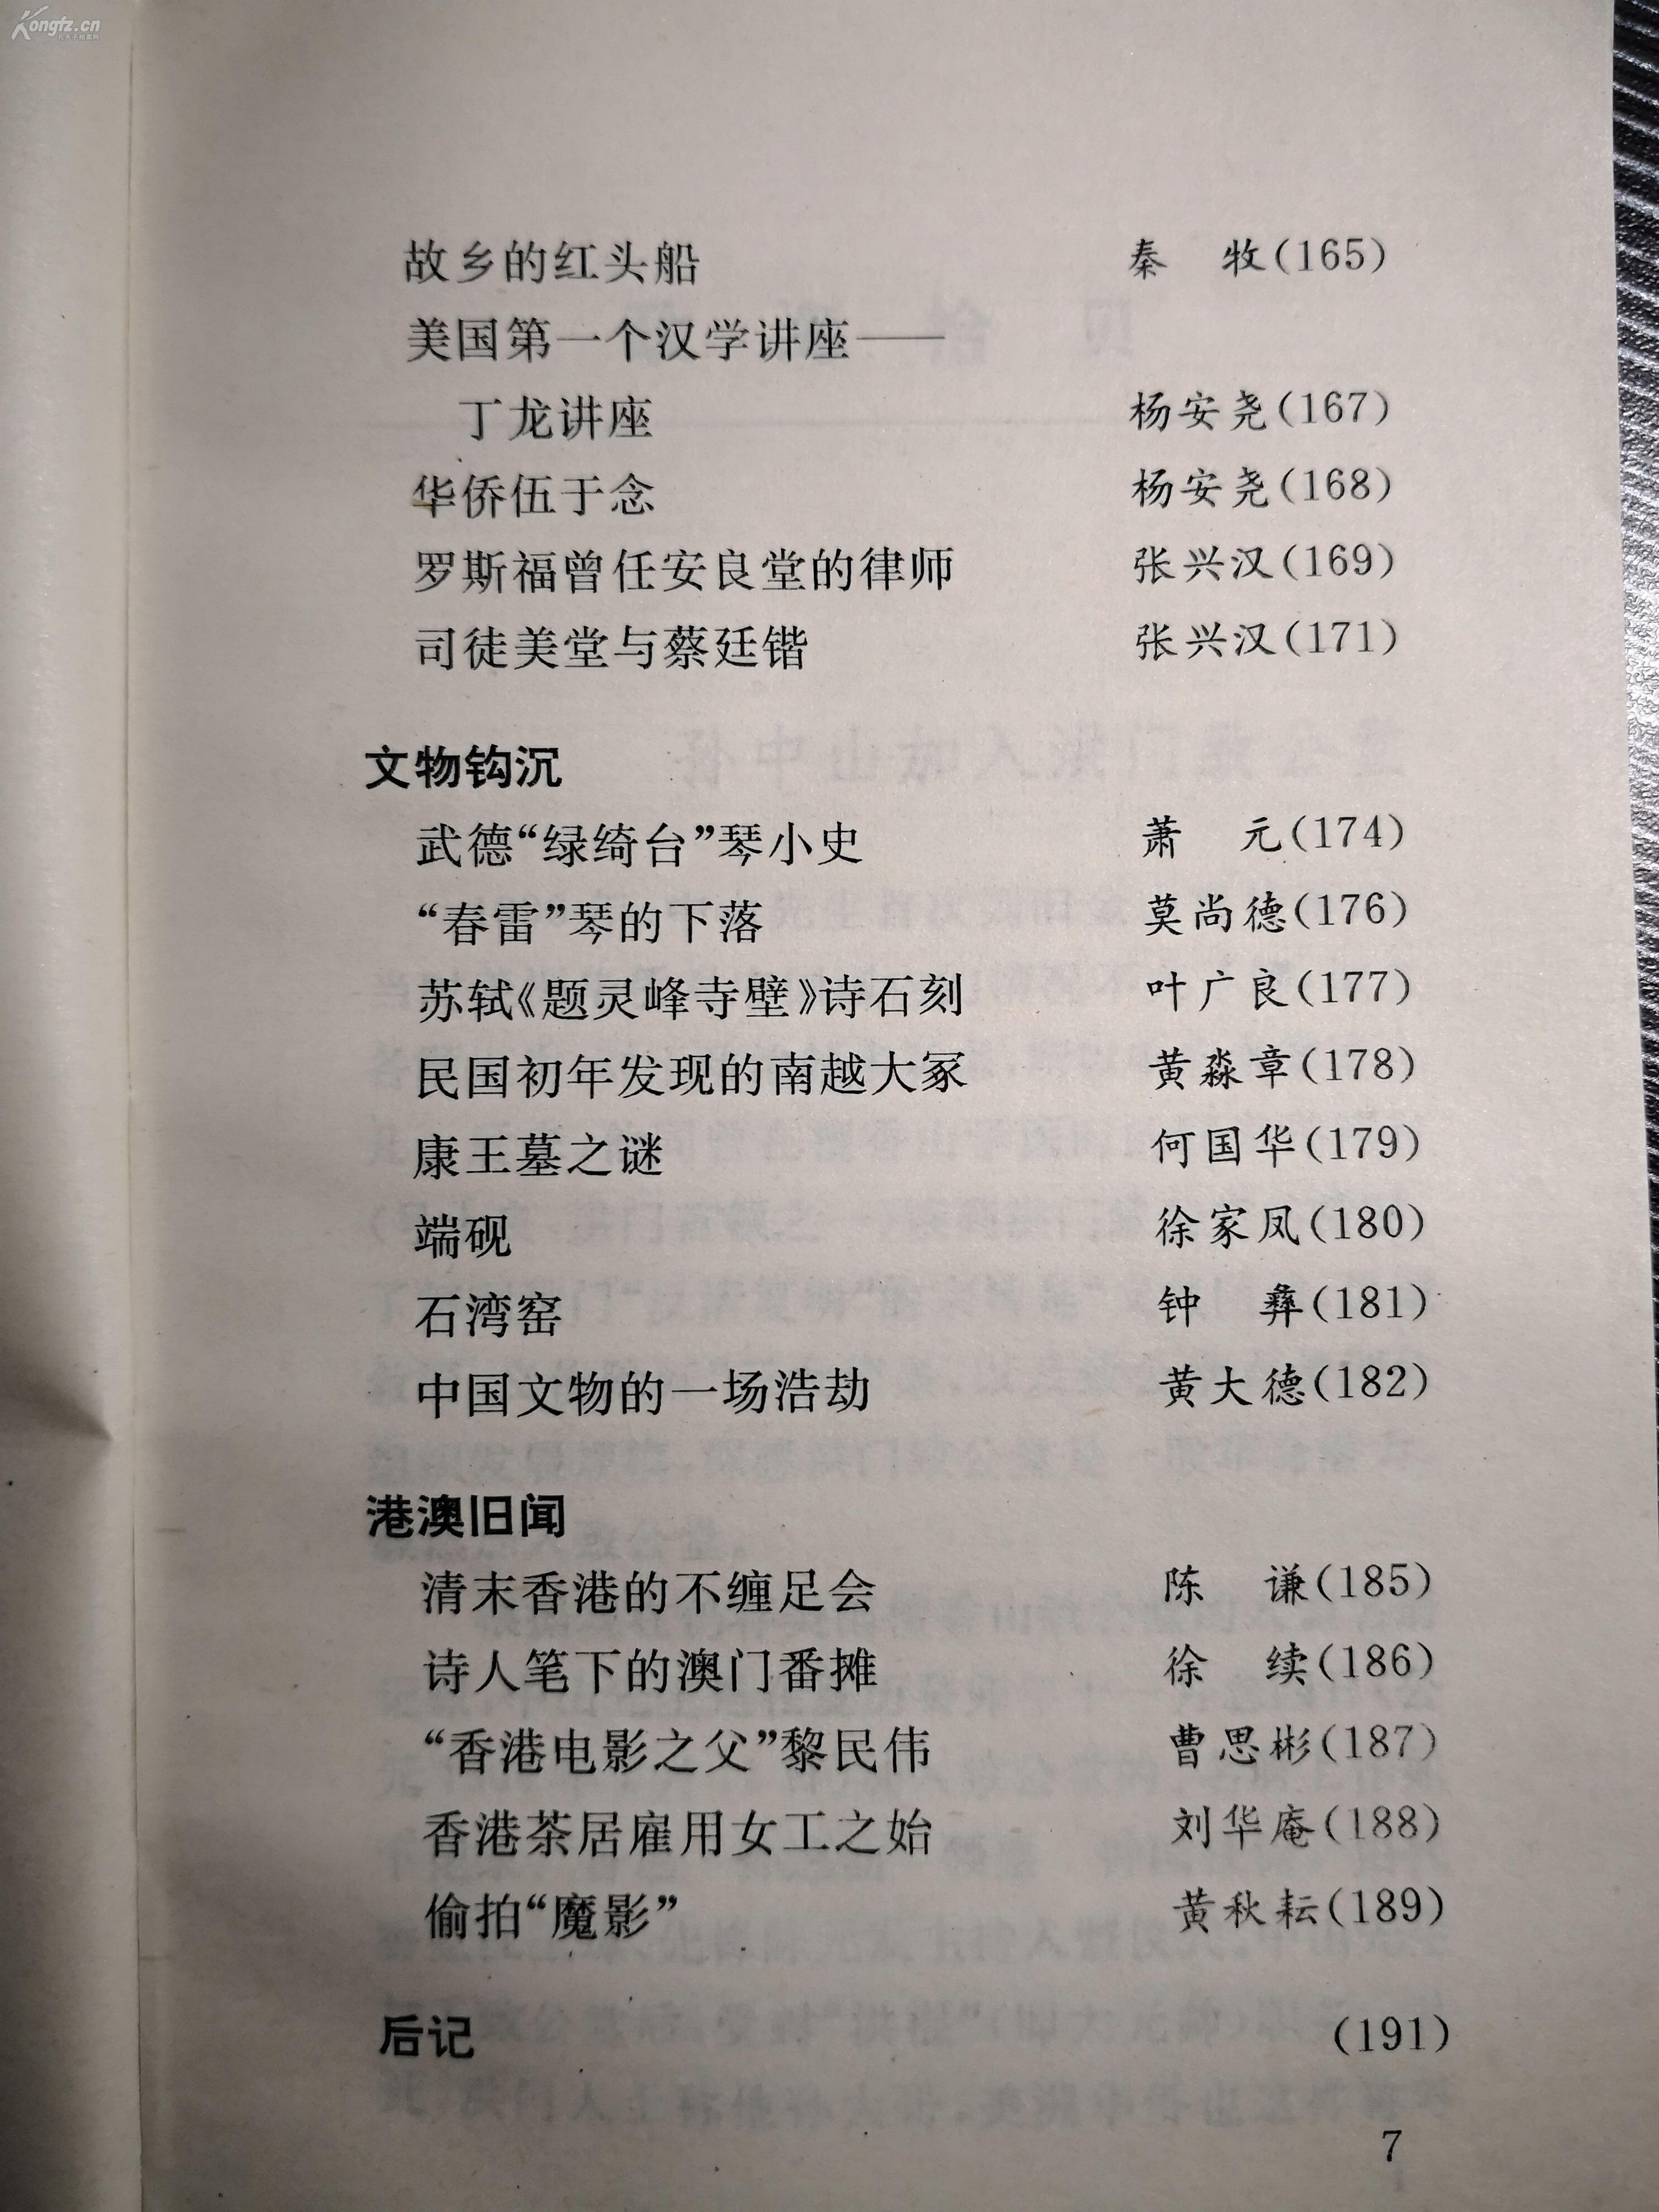 Kongfz.cn
故乡的红头船 秦 牧(165)
美国第一个汉学讲座——
丁龙讲座 杨安尧(167)
华侨伍于念 杨安尧(168)
罗斯福曾任安良堂的律师 张兴汉(169)
司徒美堂与蔡廷锴 张兴汉(171)
文物钩沉
武德“绿绮台”琴小史 萧 元(174)
“春雷”琴的下落 莫尚德(176)
苏轼《题灵峰寺壁》诗石刻 叶广良(177)
民国初年发现的南越大冢 黄淼章(178)
康王墓之谜 何国华(179)
端砚 徐家凤(180)
石湾窑 钟 彝(181)
中国文物的一场浩劫 黄大德(182)
港澳旧闻
清末香港的不缠足会 陈 谦(185)
诗人笔下的澳门番摊 徐 续(186)
“香港电影之父”黎民伟 曹思彬(187)
香港茶居雇用女工之始 刘华庵(188)
偷拍“魔影” 黄秋耘(189)
后记 (191)
7